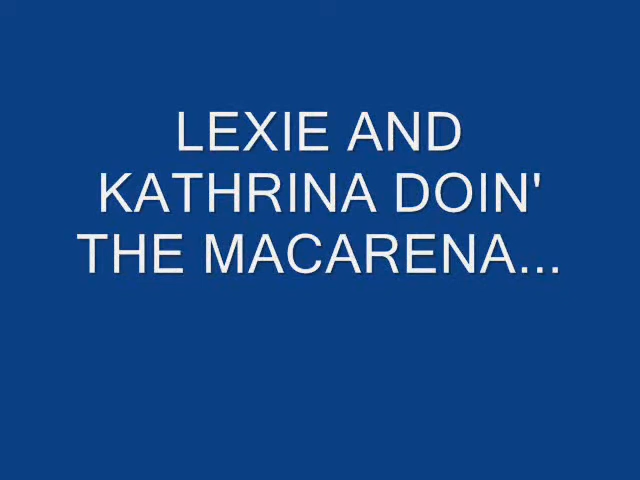 LEXIE AND
KATHRINA DOIN'
THE MACARENA...